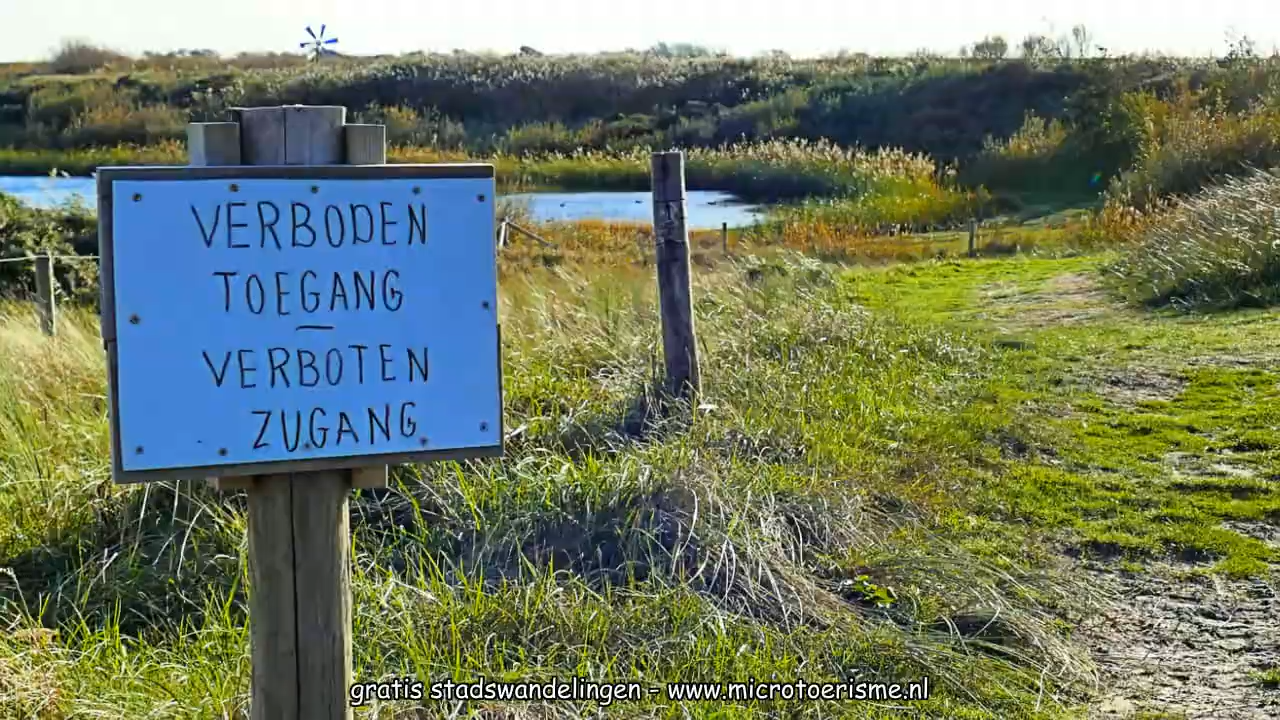 VERBODEN
TOEGANG
—
VERBOTEN
ZUGANG
gratis stadswandelingen - www.microtoerisme.nl